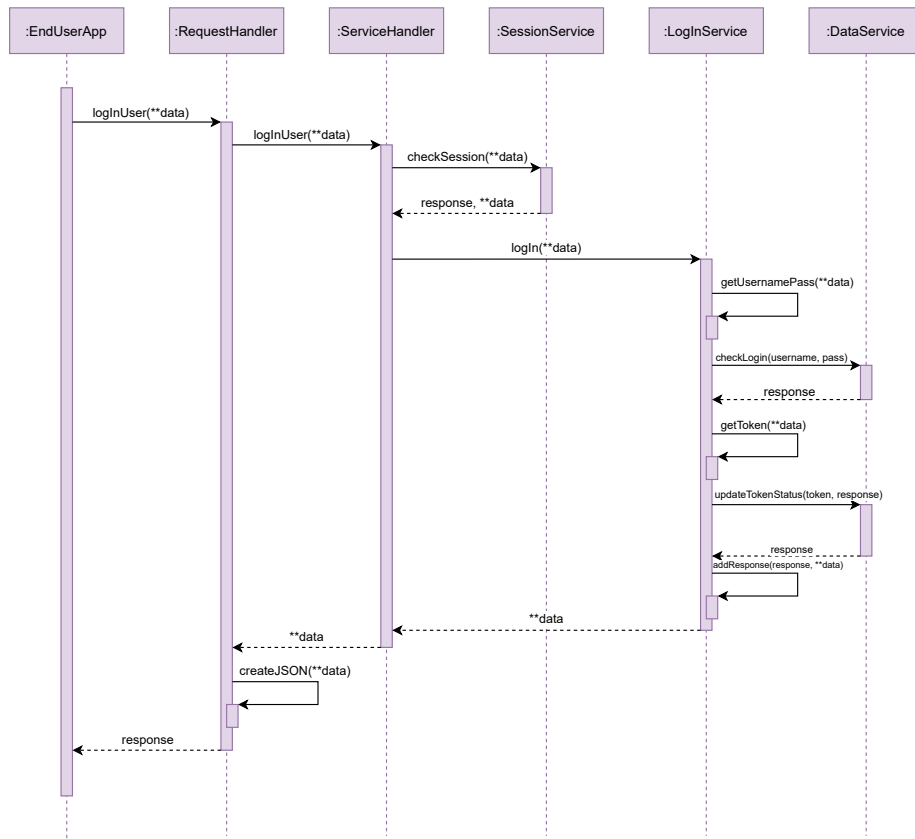 :EndUserApp
:RequestHandler
:ServiceHandler
:SessionService
:LogInService
:DataService
logInUser(**data)
logInUser(**data)
checkSession(**data)
response, **data
logIn(**data)
getUsernamePass(**data)
checkLogin(username, pass)
response
getToken(**data)
updateTokenStatus(token, response)
response
addResponse(response, **data)
**data
**data
createJSON(**data)
response